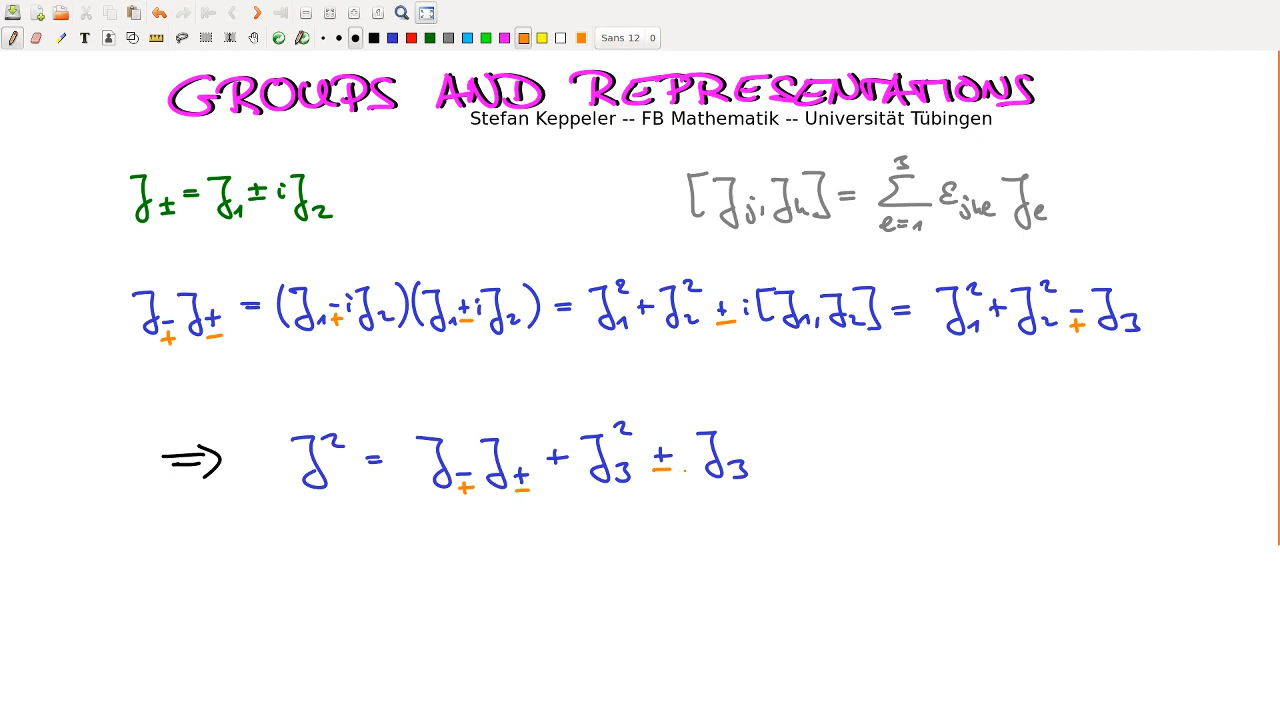 Sans 12 0
GROUPS AND REPRESENTATIONS
Stefan Keppeler -- FB Mathematik -- Universität Tübingen
J± = J₁ ± iJ₂ [Jⱼ, Jₖ] = ∑³ₗ₌₁ εⱼₖₗ Jₗ
J∓J± = (J₁ ∓ iJ₂)(J₁ ± iJ₂) = J₁² + J₂² ± i[J₁, J₂] = J₁² + J₂² ∓ J₃
⇒ J² = J∓J± + J₃² ± J₃